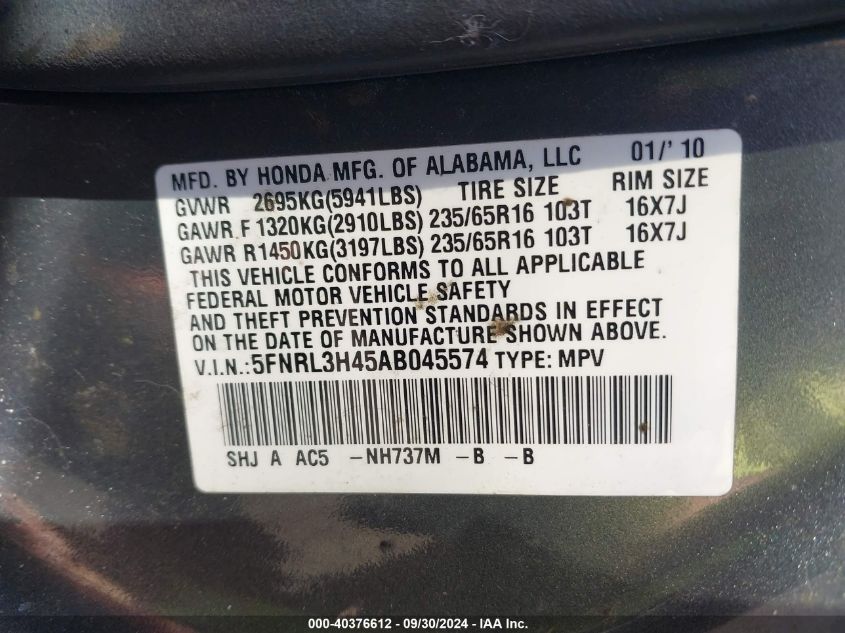 MFD. BY HONDA MFG. OF ALABAMA, LLC 01/' 10
GVWR 2695KG(5941LBS) TIRE SIZE RIM SIZE
GAWR F 1320KG(2910LBS) 235/65R16 103T 16X7J
GAWR R1450KG(3197LBS) 235/65R16 103T 16X7J
THIS VEHICLE CONFORMS TO ALL APPLICABLE
FEDERAL MOTOR VEHICLE SAFETY
AND THEFT PREVENTION STANDARDS IN EFFECT
ON THE DATE OF MANUFACTURE SHOWN ABOVE.
V.I.N.:5FNRL3H45AB045574 TYPE: MPV
SHJ A AC5 -NH737M -B -B
000-40376612 - 09/30/2024 - IAA Inc.